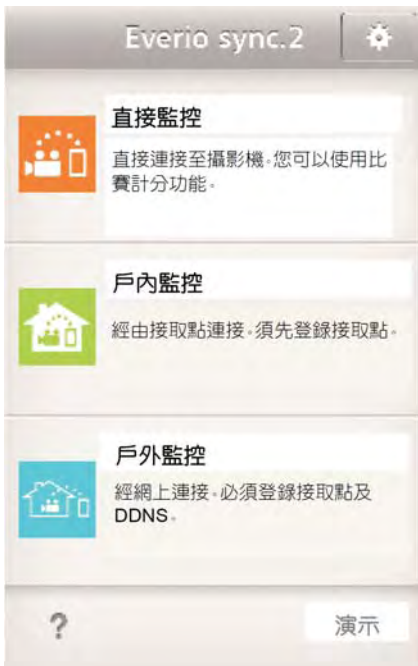 Everio sync.2
直接監控
直接連接至攝影機。您可以使用比
賽計分功能。
戶內監控
經由接取點連接。須先登錄接取點。
戶外監控
經網上連接。必須登錄接取點及
DDNS。
?
演示